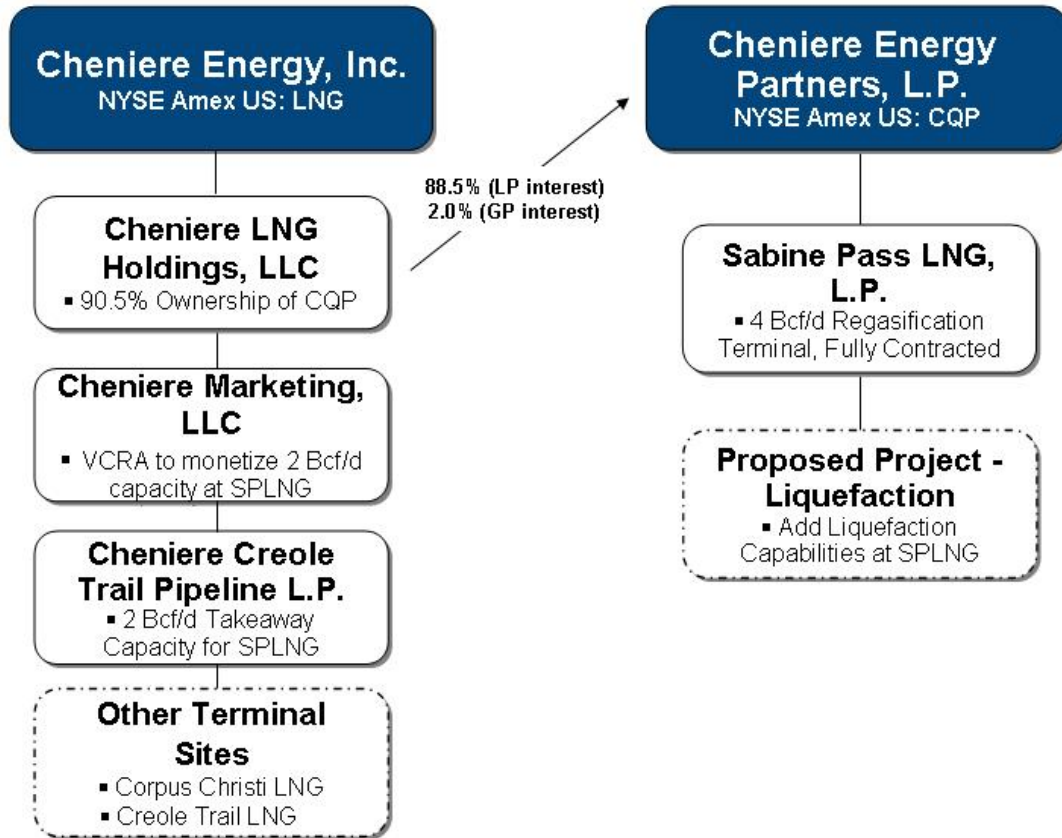 Cheniere Energy, Inc.
NYSE Amex US: LNG
Cheniere Energy
Partners, L.P.
NYSE Amex US: CQP
88.5% (LP interest)
2.0% (GP interest)
Cheniere LNG
Holdings, LLC
▪ 90.5% Ownership of CQP
Sabine Pass LNG,
L.P.
▪ 4 Bcf/d Regasification
Terminal, Fully Contracted
Cheniere Marketing,
LLC
▪ VCRA to monetize 2 Bcf/d
capacity at SPLNG
Proposed Project -
Liquefaction
▪ Add Liquefaction
Capabilities at SPLNG
Cheniere Creole
Trail Pipeline L.P.
▪ 2 Bcf/d Takeaway
Capacity for SPLNG
Other Terminal
Sites
▪ Corpus Christi LNG
▪ Creole Trail LNG